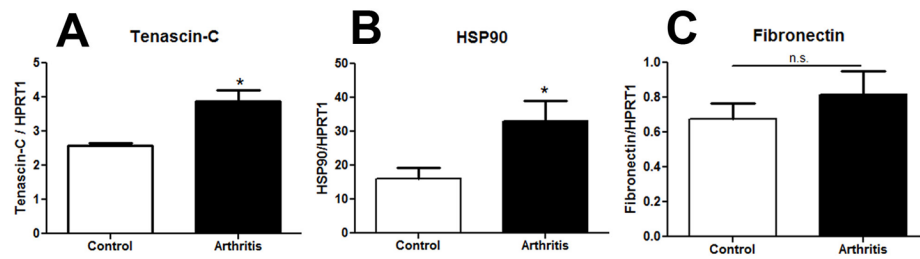 A
Tenascin-C
Tenascin-C / HPRT1
5
4
3
2
1
0
*
Control
Arthritis
B
HSP90
HSP90/HPRT1
50
40
30
20
10
0
*
Control
Arthritis
C
Fibronectin
Fibronectin/HPRT1
1.0
0.8
0.6
0.4
0.2
0.0
n.s.
Control
Arthritis